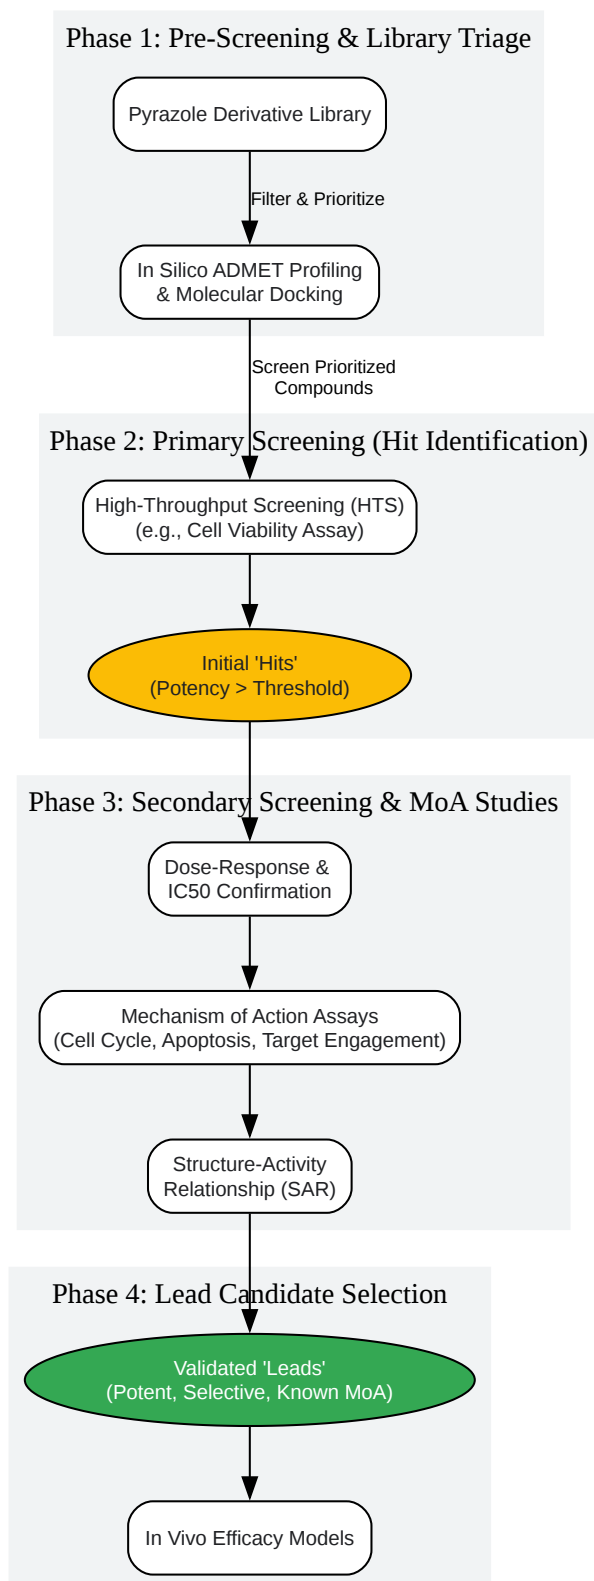 Phase 1: Pre-Screening & Library Triage
Pyrazole Derivative Library
Filter & Prioritize
In Silico ADMET Profiling
& Molecular Docking
Screen Prioritized
Compounds
Phase 2: Primary Screening (Hit Identification)
High-Throughput Screening (HTS)
(e.g., Cell Viability Assay)
Initial 'Hits'
(Potency > Threshold)
Phase 3: Secondary Screening & MoA Studies
Dose-Response &
IC50 Confirmation
Mechanism of Action Assays
(Cell Cycle, Apoptosis, Target Engagement)
Structure-Activity
Relationship (SAR)
Phase 4: Lead Candidate Selection
Validated 'Leads'
(Potent, Selective, Known MoA)
In Vivo Efficacy Models